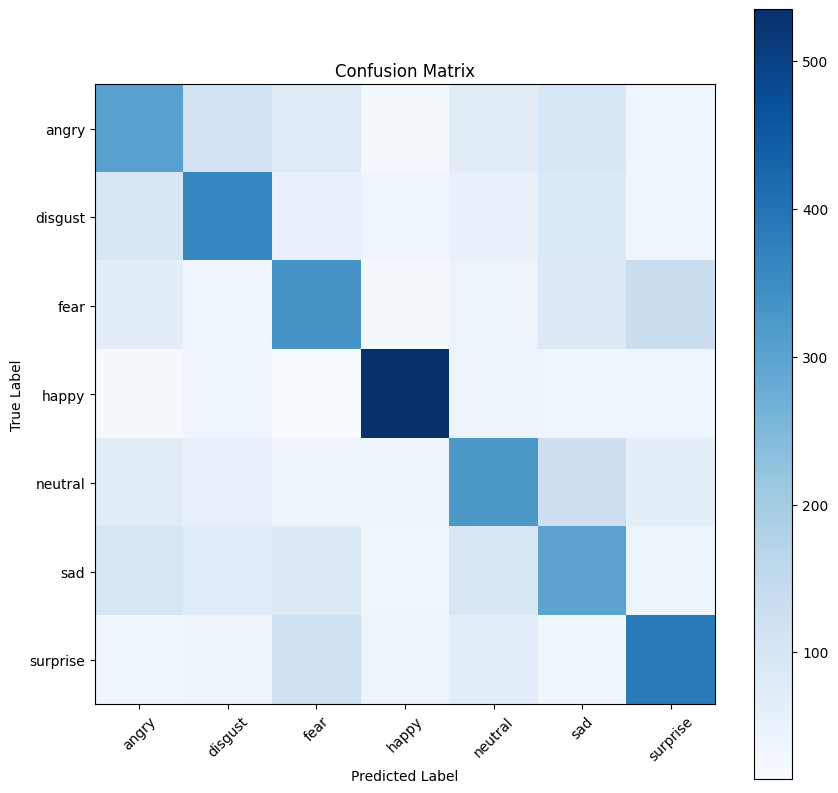 Confusion Matrix
True Label
angry
disgust
fear
happy
neutral
sad
surprise
angry
disgust
fear
happy
neutral
sad
surprise
Predicted Label
500
400
300
200
100